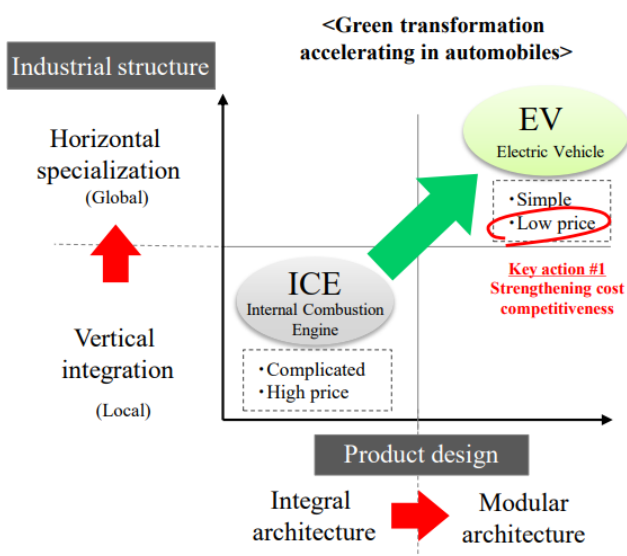 <Green transformation
accelerating in automobiles>
Industrial structure
Horizontal
specialization
(Global)
Vertical
integration
(Local)
EV
Electric Vehicle
・Simple
・Low price
Key action #1
Strengthening cost
competitiveness
ICE
Internal Combustion
Engine
・Complicated
・High price
Product design
Integral
architecture
Modular
architecture